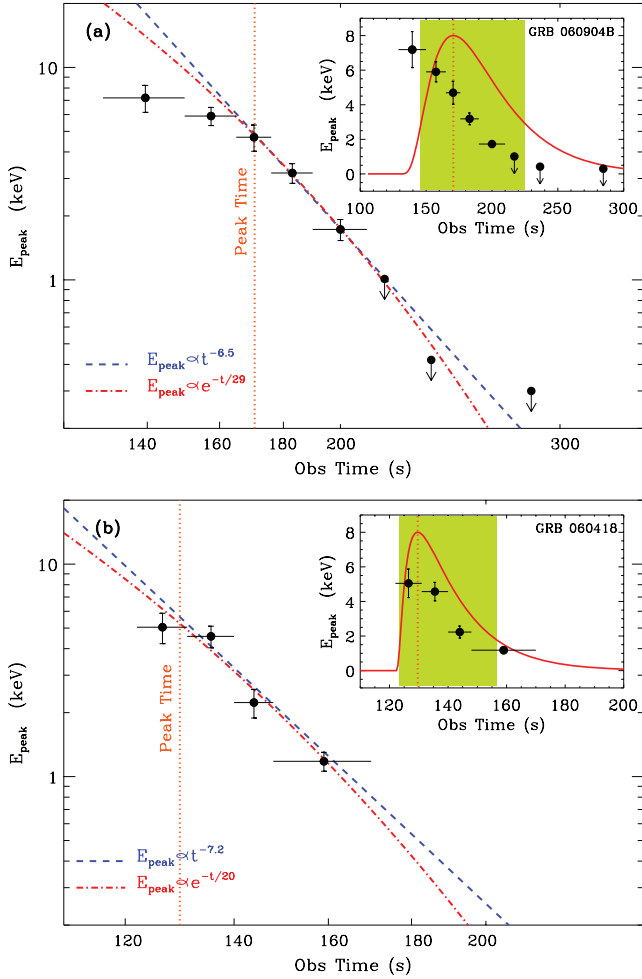 (a)
GRB 060904B
8
6
4
2
0
E_peak (keV)
100 150 200 250 300
Obs Time (s)
10
1
E_peak (keV)
Peak Time
E_peak ∝ t^-6.5
E_peak ∝ e^-t/29
140 160 180 200 300
Obs Time (s)
(b)
GRB 060418
8
6
4
2
0
E_peak (keV)
120 140 160 180 200
Obs Time (s)
10
1
E_peak (keV)
Peak Time
E_peak ∝ t^-7.2
E_peak ∝ e^-t/20
120 140 160 180 200
Obs Time (s)